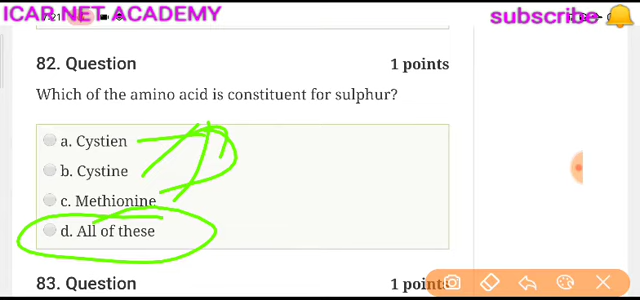 ICAR NET ACADEMY
subscribe
82. Question
1 points
Which of the amino acid is constituent for sulphur?
a. Cystien
b. Cystine
c. Methionine
d. All of these
83. Question
1 points